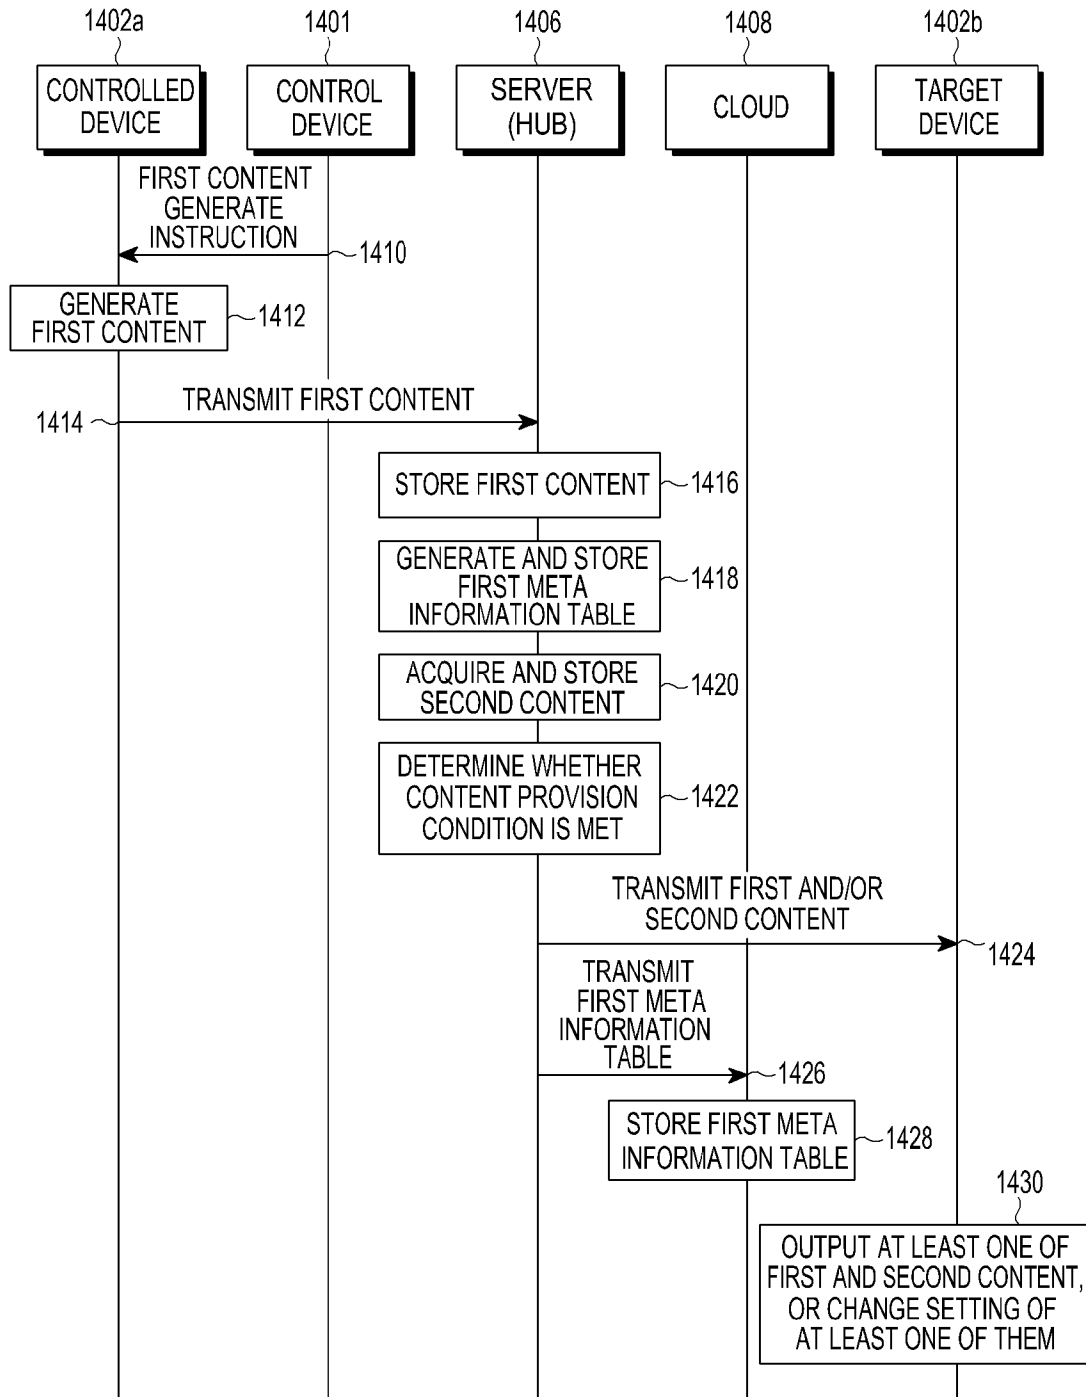 1402a
1401
1406
1408
1402b
CONTROLLED
DEVICE
CONTROL
DEVICE
SERVER
(HUB)
CLOUD
TARGET
DEVICE
FIRST CONTENT
GENERATE
INSTRUCTION
1410
GENERATE
FIRST CONTENT
1412
TRANSMIT FIRST CONTENT
1414
STORE FIRST CONTENT
1416
GENERATE AND STORE
FIRST META
INFORMATION TABLE
1418
ACQUIRE AND STORE
SECOND CONTENT
1420
DETERMINE WHETHER
CONTENT PROVISION
CONDITION IS MET
1422
TRANSMIT FIRST AND/OR
SECOND CONTENT
1424
TRANSMIT
FIRST META
INFORMATION
TABLE
1426
STORE FIRST META
INFORMATION TABLE
1428
1430
OUTPUT AT LEAST ONE OF
FIRST AND SECOND CONTENT,
OR CHANGE SETTING OF
AT LEAST ONE OF THEM